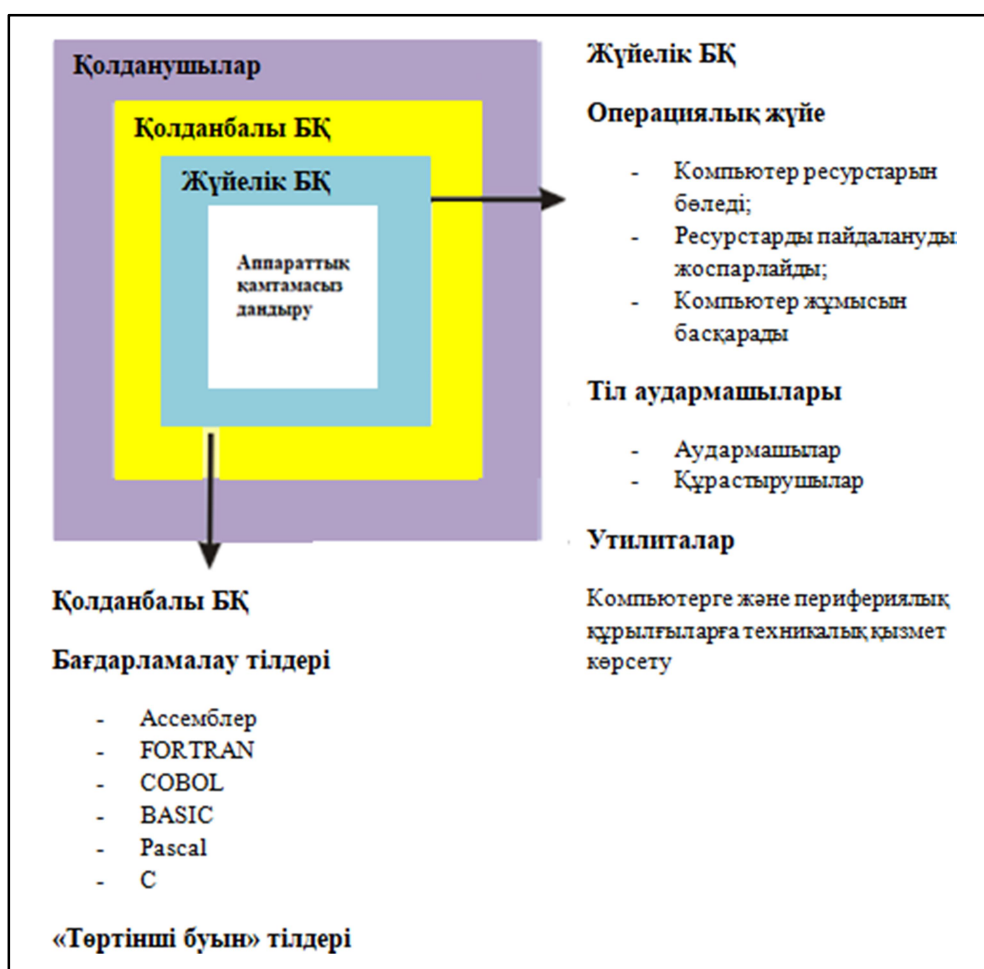 Қолданушылар
Қолданбалы БҚ
Жүйелік БҚ
Аппараттық
қамтамасыз
дандыру
Қолданбалы БҚ
Бағдарламалау тілдері
- Ассемблер
- FORTRAN
- COBOL
- BASIC
- Pascal
- C
«Төртінші буын» тілдері
Жүйелік БҚ
Операциялық жүйе
- Компьютер ресурстарын
бөледі;
- Ресурстарды пайдалануды
жоспарлайды;
- Компьютер жұмысын
басқарады
Тіл аудармашылары
- Аудармашылар
- Құрастырушылар
Утилиталар
Компьютерге және перифериялық
құрылғыларға техникалық қызмет
көрсету